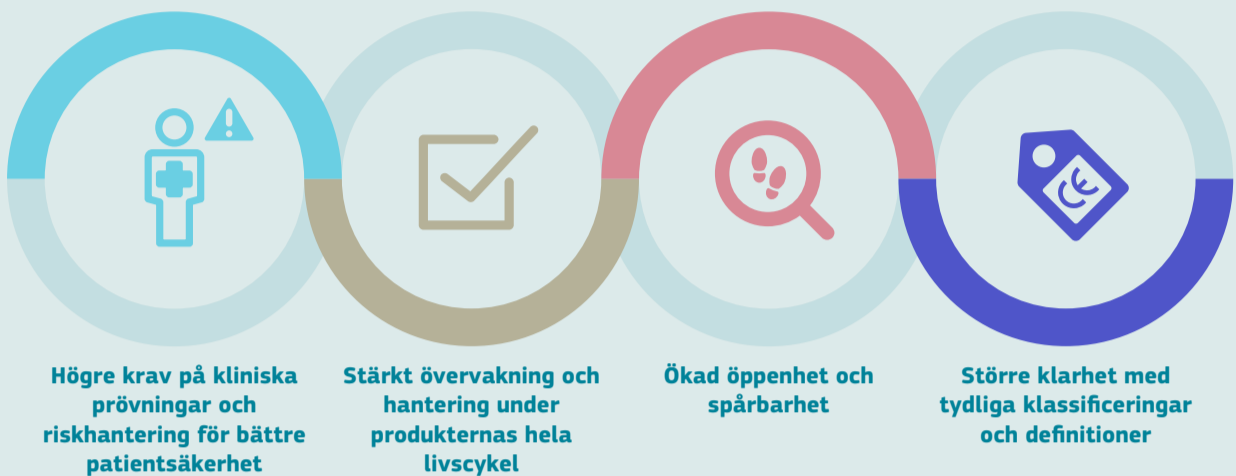 CE
Högre krav på kliniska
prövningar och
riskhantering för bättre
patientsäkerhet
Stärkt övervakning och
hantering under
produkternas hela
livscykel
Ökad öppenhet och
spårbarhet
Större klarhet med
tydliga klassificeringar
och definitioner